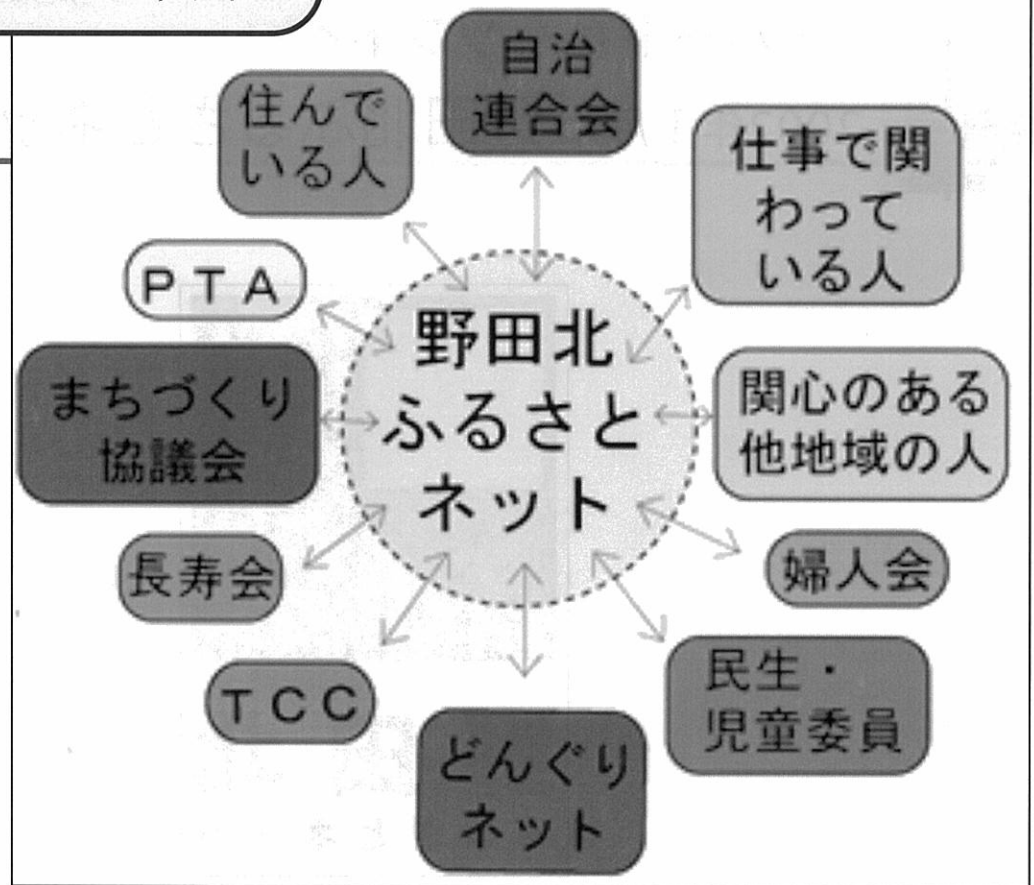 自治
連合会
住んで
いる人
仕事で関
わって
いる人
PTA
野田北
ふるさと
ネット
まちづくり
協議会
関心のある
他地域の人
長寿会
婦人会
TCC
民生・
児童委員
どんぐり
ネット